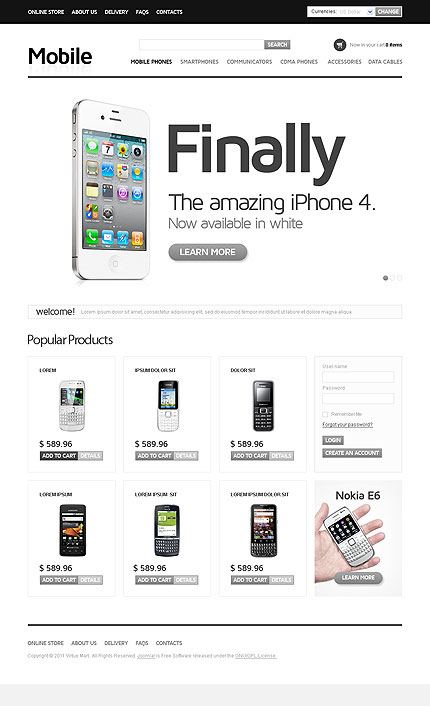 ONLINE STORE ABOUT US DELIVERY FAQS CONTACTS
Currencies: US Dollar CHANGE
Mobile
SEARCH
Now in your cart 0 items
MOBILE PHONES SMARTPHONES COMMUNICATORS CDMA PHONES ACCESSORIES DATA CABLES
Finally
The amazing iPhone 4.
Now available in white
LEARN MORE
welcome! Lorem ipsum dolor sit amet, consectetur adipisicing elit, sed do eiusmod tempor incididunt ut labore et dolore magna aliqua.
Popular Products
LOREM
$ 589.96
ADD TO CART DETAILS
IPSUM DOLOR SIT
$ 589.96
ADD TO CART DETAILS
DOLOR SIT
$ 589.96
ADD TO CART DETAILS
User name
Password
Remember Me
Forgot your password?
LOGIN
CREATE AN ACCOUNT
LOREM IPSUM
$ 589.96
ADD TO CART DETAILS
LOREM IPSUM SIT
$ 589.96
ADD TO CART DETAILS
LOREM IPSUM DOLOR SIT
$ 589.96
ADD TO CART DETAILS
Nokia E6
LEARN MORE
ONLINE STORE ABOUT US DELIVERY FAQS CONTACTS
Copyright © 2011 Virtue Mart. All Rights Reserved. Joomla! is Free Software released under the GNU/GPL License.